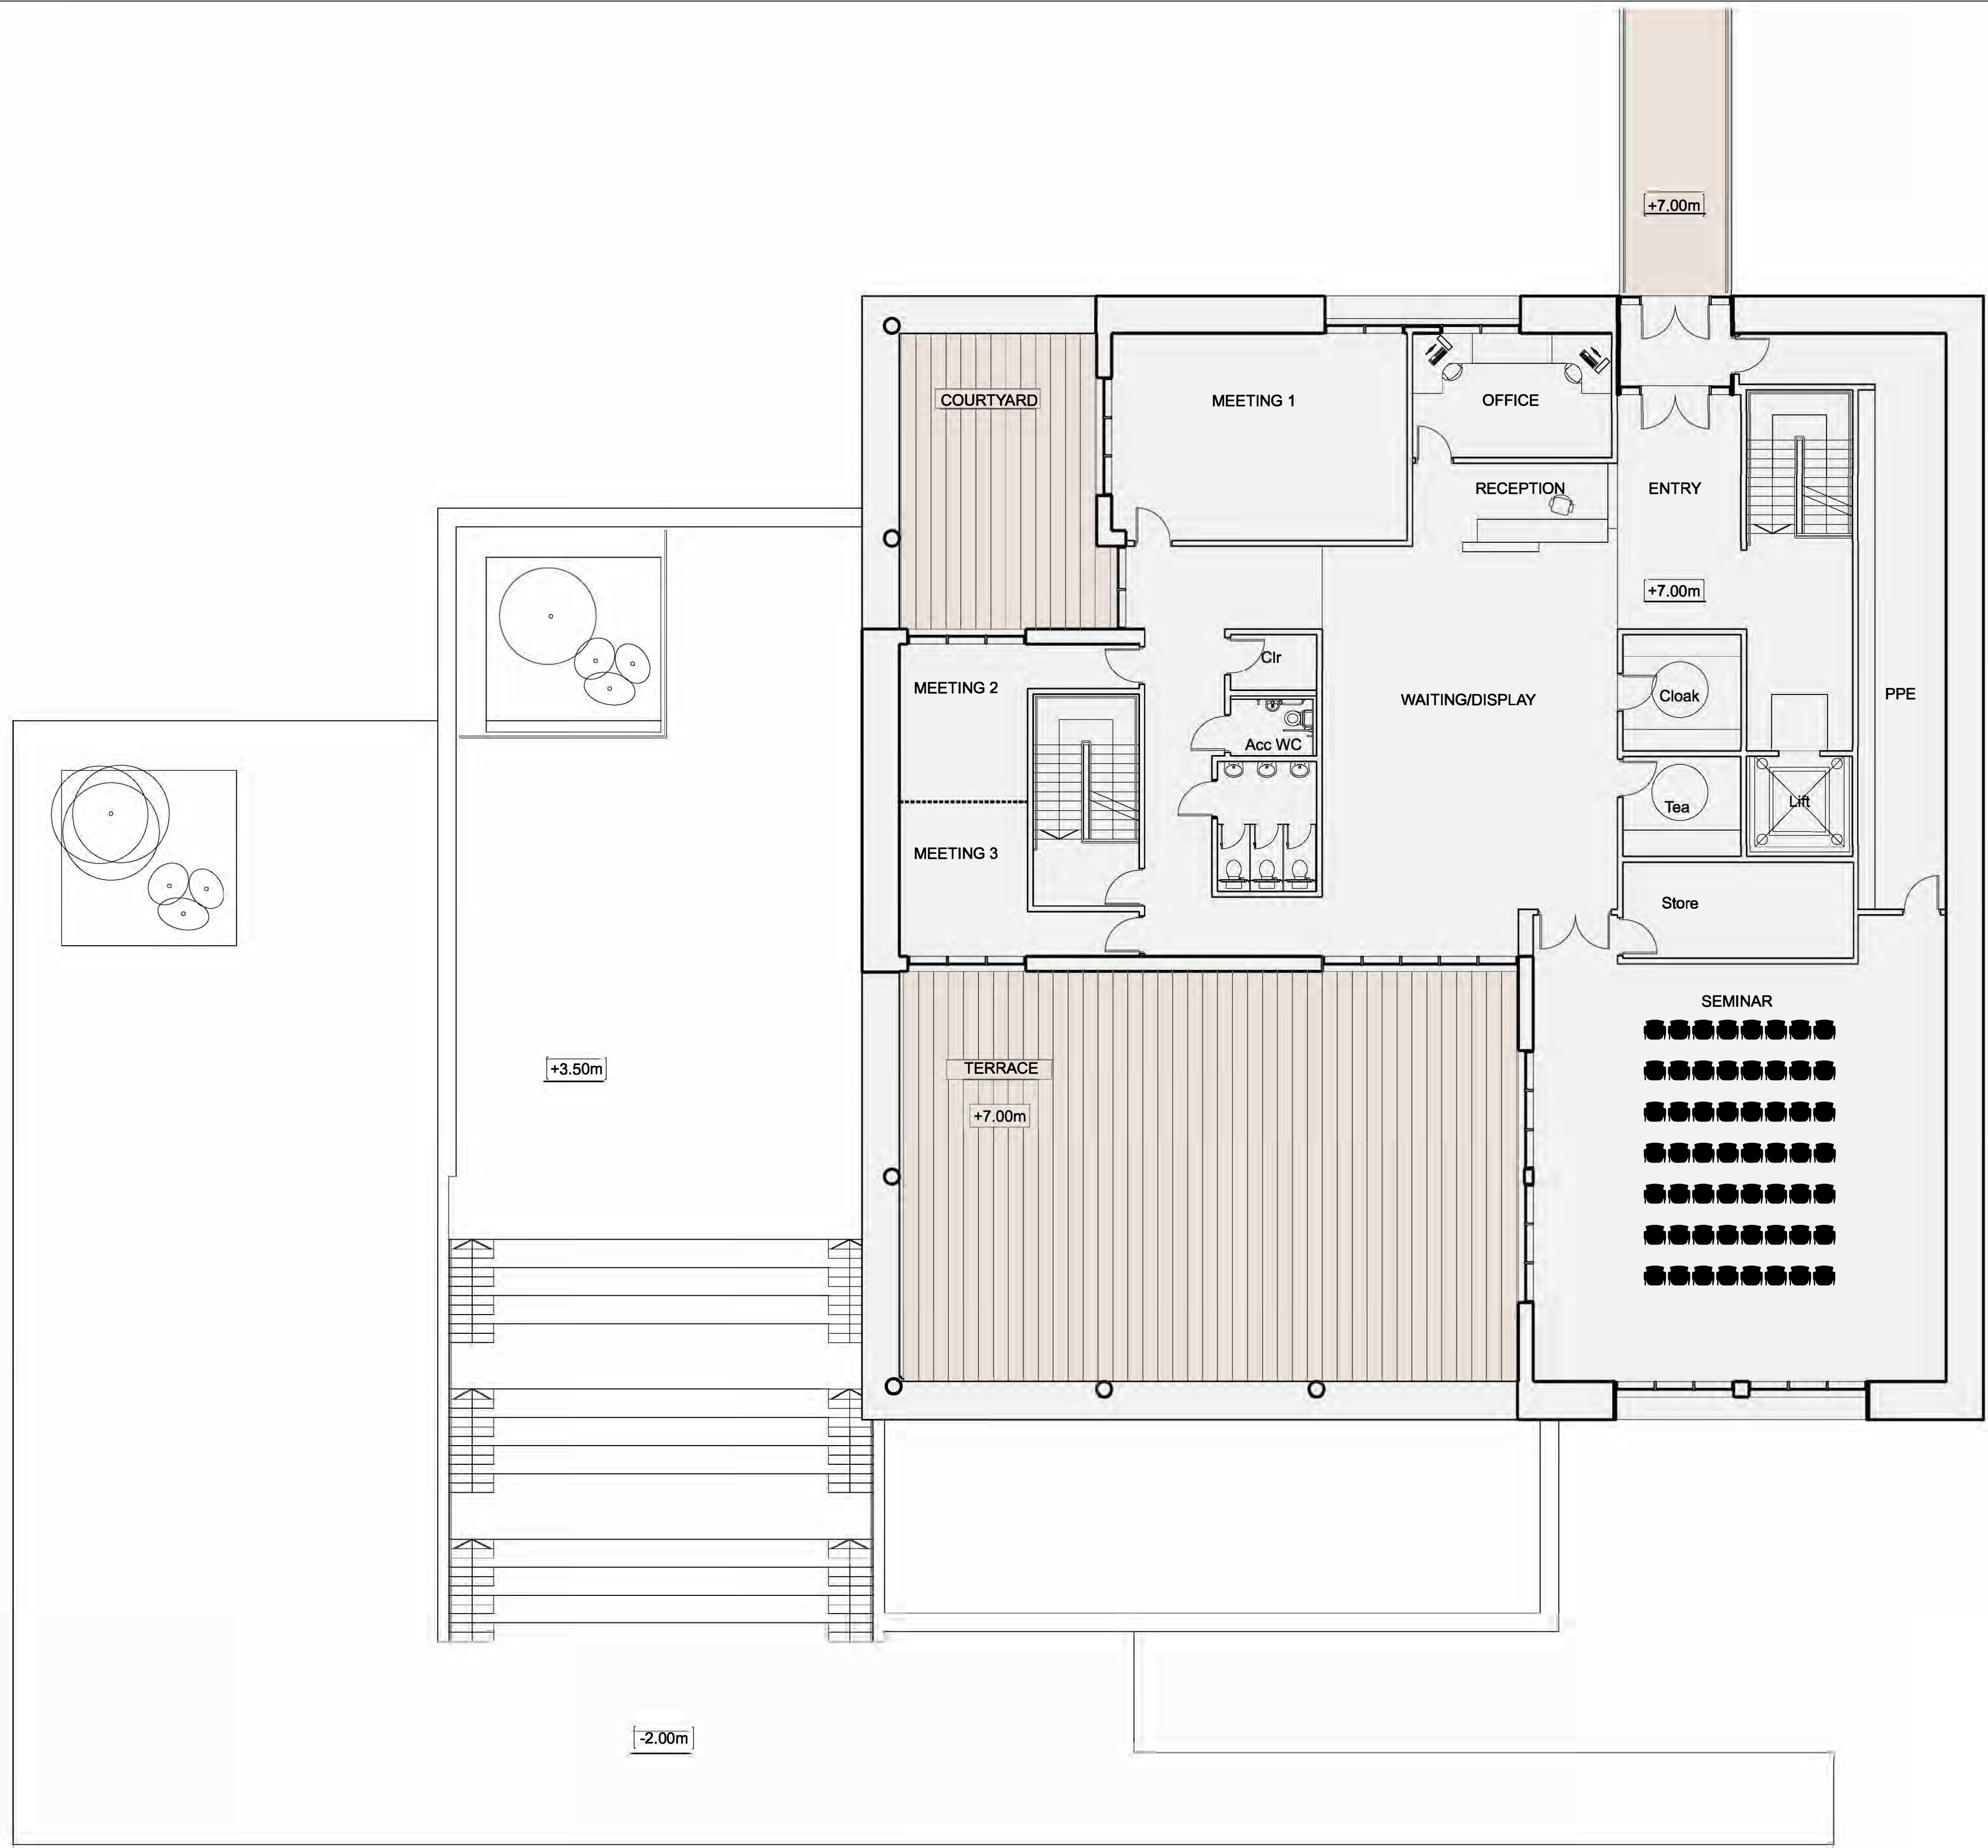 +7.00m
COURTYARD
MEETING 1
OFFICE
RECEPTION
ENTRY
+7.00m
Clr
MEETING 2
Cloak
PPE
WAITING/DISPLAY
Acc WC
Lift
Tea
MEETING 3
Store
SEMINAR
TERRACE
+3.50m
+7.00m
-2.00m